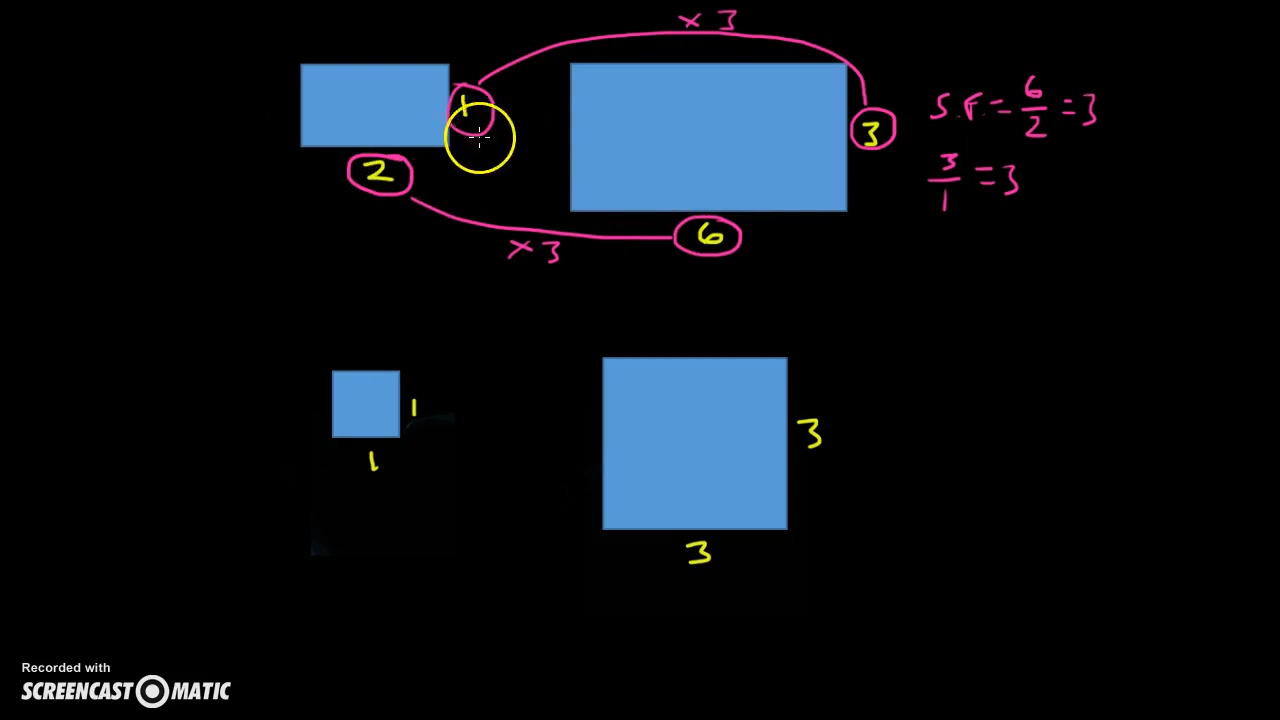 × 3
1
3
S.F. = 6/2 = 3
2
3/1 = 3
6
× 3
1
1
3
3
Recorded with
SCREENCAST MATIC